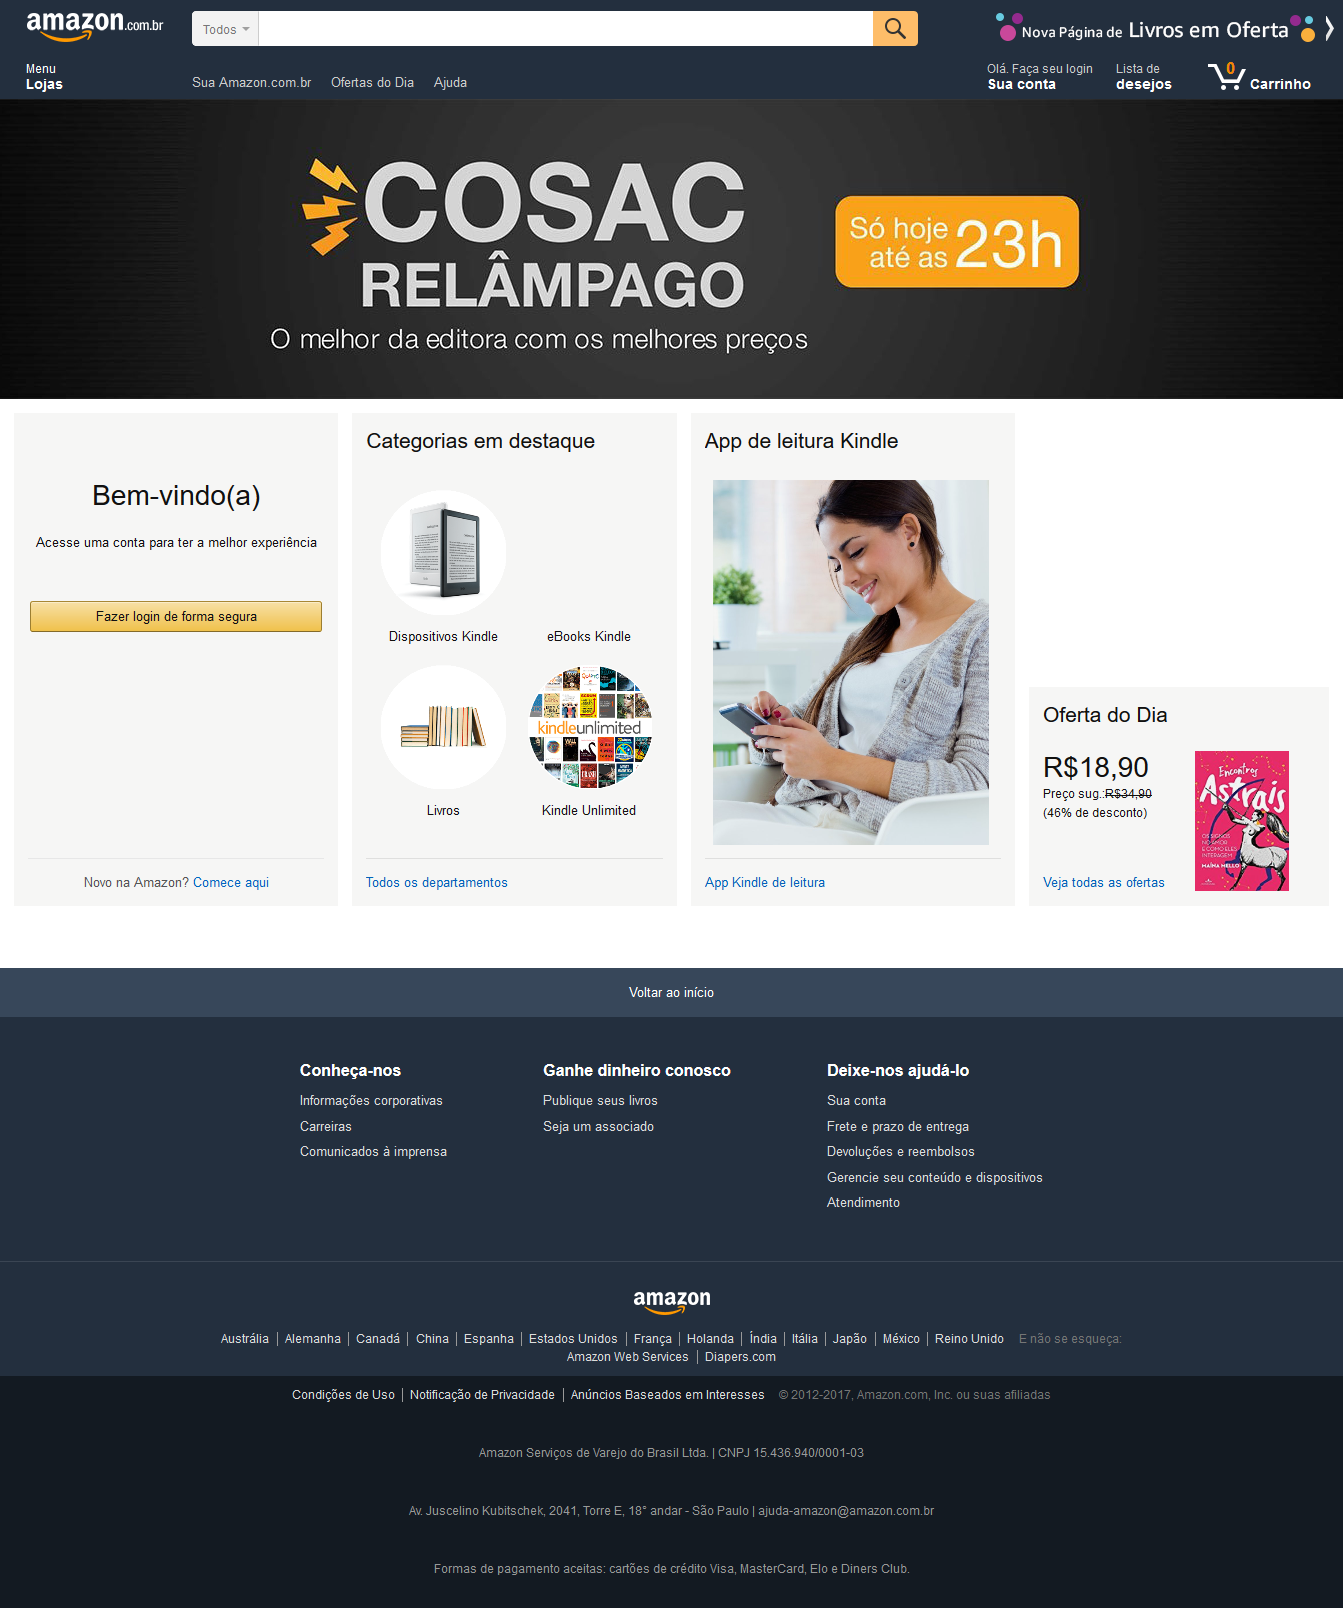 amazon.com.br
Todos
Nova Página de Livros em Oferta
Menu
Lojas
Sua Amazon.com.br
Ofertas do Dia
Ajuda
Olá. Faça seu login
Sua conta
Lista de
desejos
0
Carrinho
COSAC
RELÂMPAGO
O melhor da editora com os melhores preços
Só hoje
até as
23h
Bem-vindo(a)
Acesse uma conta para ter a melhor experiência
Fazer login de forma segura
Novo na Amazon? Comece aqui
Categorias em destaque
Dispositivos Kindle
eBooks Kindle
kindleunlimited
Livros
Kindle Unlimited
Todos os departamentos
App de leitura Kindle
App Kindle de leitura
Oferta do Dia
R$18,90
Preço sug.:R$34,90
(46% de desconto)
Veja todas as ofertas
Encontros
Astrais
OS SIGNOS
NO AMOR
E COMO ELES
INTERAGEM
MAÍNA MELLO
Voltar ao início
Conheça-nos
Informações corporativas
Carreiras
Comunicados à imprensa
Ganhe dinheiro conosco
Publique seus livros
Seja um associado
Deixe-nos ajudá-lo
Sua conta
Frete e prazo de entrega
Devoluções e reembolsos
Gerencie seu conteúdo e dispositivos
Atendimento
amazon
Austrália | Alemanha | Canadá | China | Espanha | Estados Unidos | França | Holanda | Índia | Itália | Japão | México | Reino Unido E não se esqueça:
Amazon Web Services | Diapers.com
Condições de Uso | Notificação de Privacidade | Anúncios Baseados em Interesses © 2012-2017, Amazon.com, Inc. ou suas afiliadas
Amazon Serviços de Varejo do Brasil Ltda. | CNPJ 15.436.940/0001-03
Av. Juscelino Kubitschek, 2041, Torre E, 18° andar - São Paulo | ajuda-amazon@amazon.com.br
Formas de pagamento aceitas: cartões de crédito Visa, MasterCard, Elo e Diners Club.